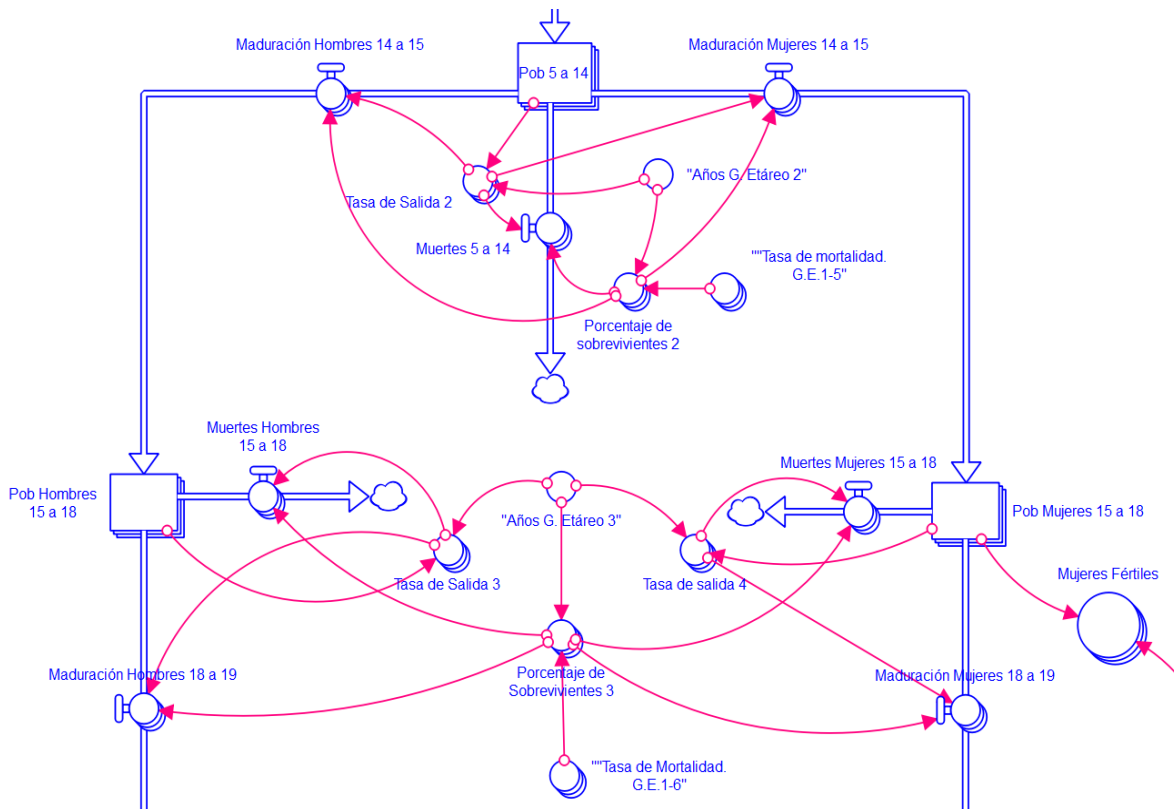 Maduración Hombres 14 a 15
Maduración Mujeres 14 a 15
Pob 5 a 14
"Años G. Etáreo 2"
Tasa de Salida 2
Muertes 5 a 14
""Tasa de mortalidad.
G.E.1-5"
Porcentaje de
sobrevivientes 2
Muertes Hombres
15 a 18
Muertes Mujeres 15 a 18
Pob Hombres
15 a 18
"Años G. Etáreo 3"
Pob Mujeres 15 a 18
Tasa de Salida 3
Tasa de salida 4
Mujeres Fértiles
Maduración Hombres 18 a 19
Porcentaje de
Sobrevivientes 3
Maduración Mujeres 18 a 19
""Tasa de Mortalidad.
G.E.1-6"